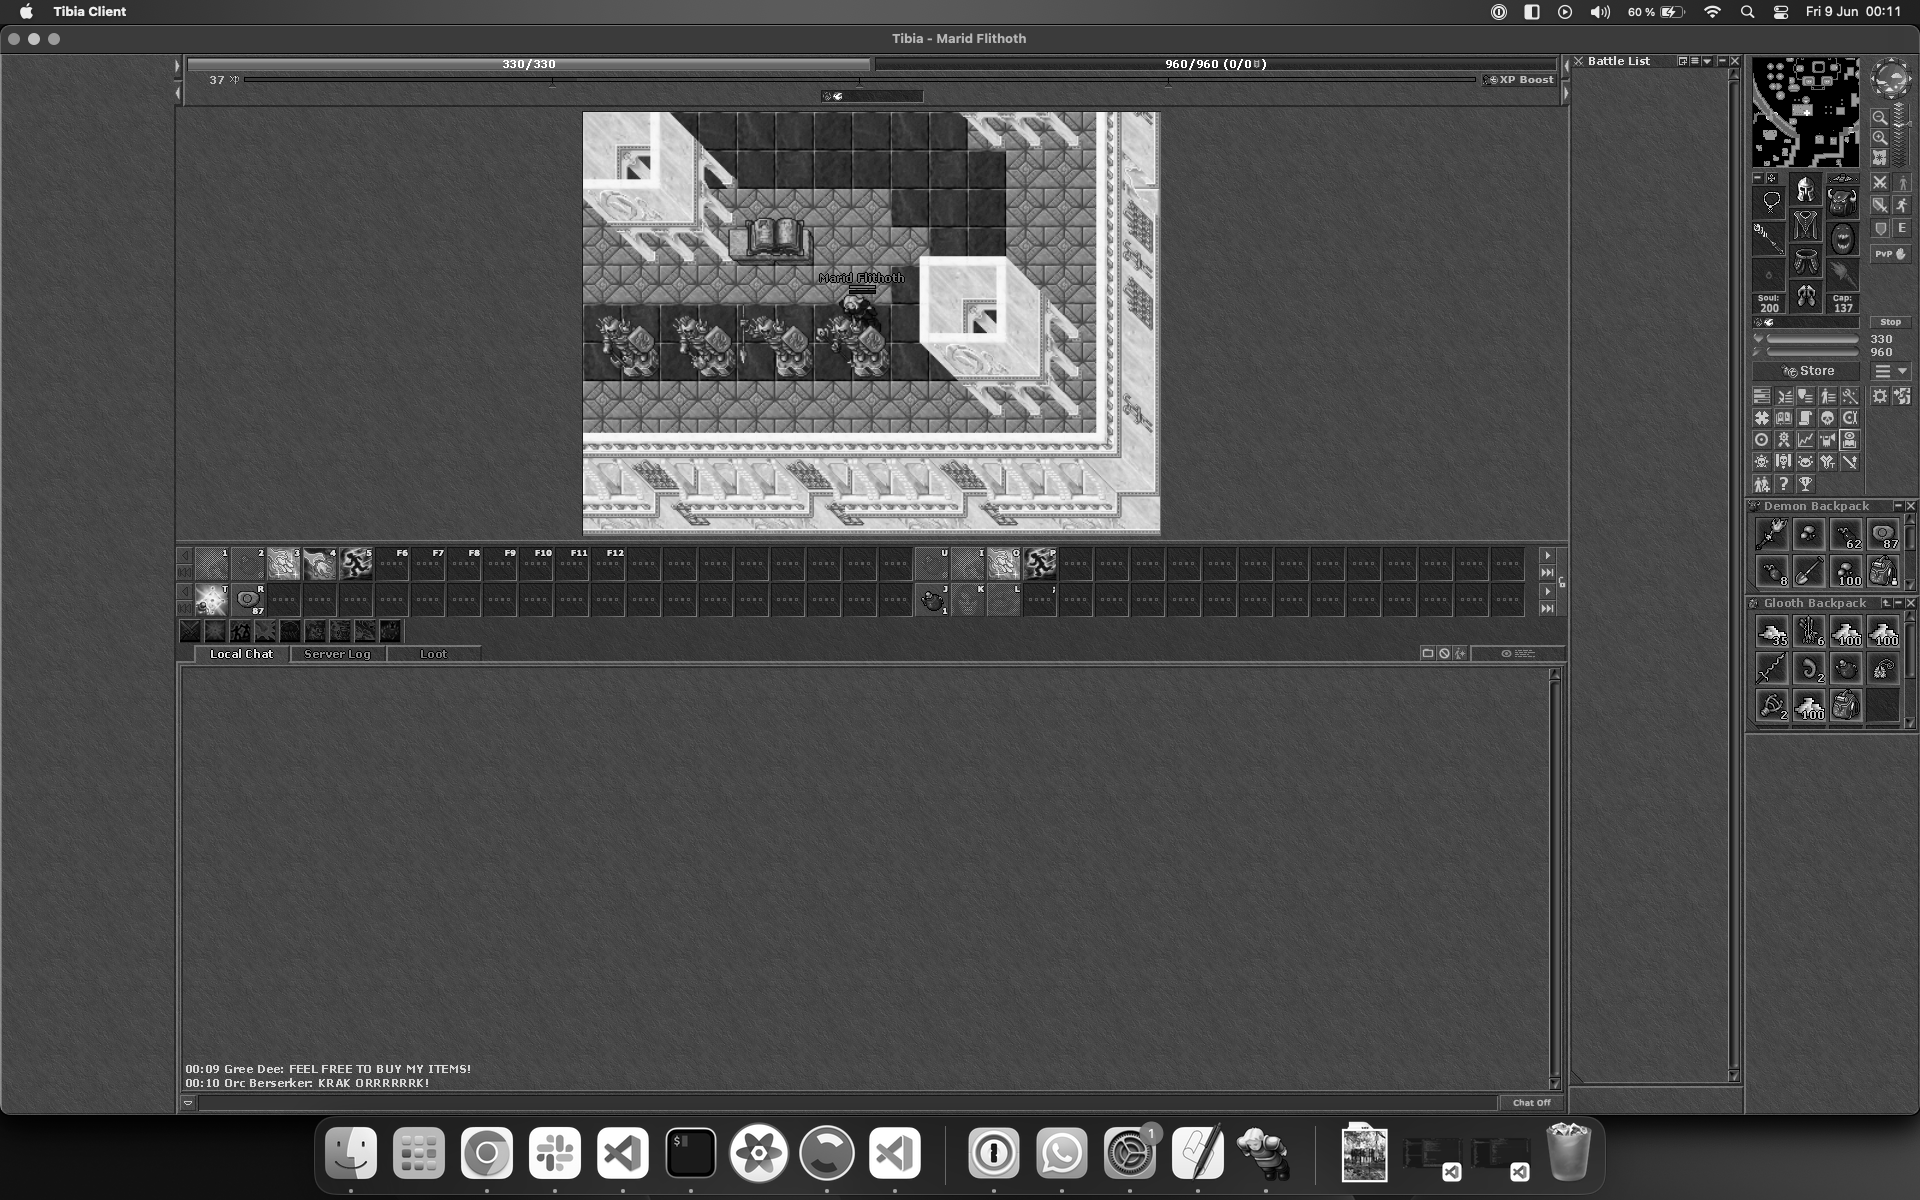 Tibia Client
60 %
Fri 9 Jun 00:11
Tibia - Marid Flithoth
330/330
960/960 (0/0)
37
XP Boost
Battle List
Marid Flithoth
E
PvP
Soul:
200
Cap:
137
Stop
330
960
Store
Demon Backpack
62
87
8
100
Glooth Backpack
35
6
100
100
2
2
100
1
2
3
4
5
F6
F7
F8
F9
F10
F11
F12
U
I
O
P
T
R
87
J
1
K
L
;
Local Chat
Server Log
Loot
00:09 Gree Dee: FEEL FREE TO BUY MY ITEMS!
00:10 Orc Berserker: KRAK ORRRRRRK!
Chat Off
$
1